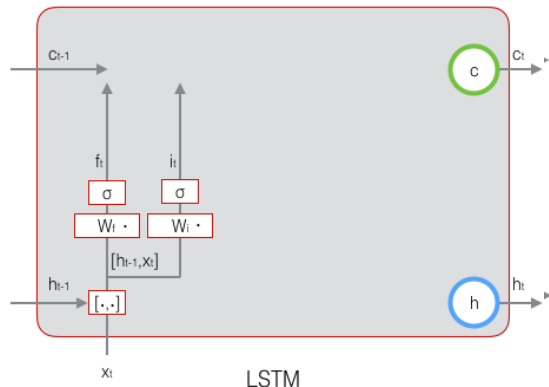 Ct-1
c
Ct
ft
it
σ
σ
Wf ·
Wi ·
[ht-1,xt]
ht-1
[·,·]
h
ht
xt
LSTM